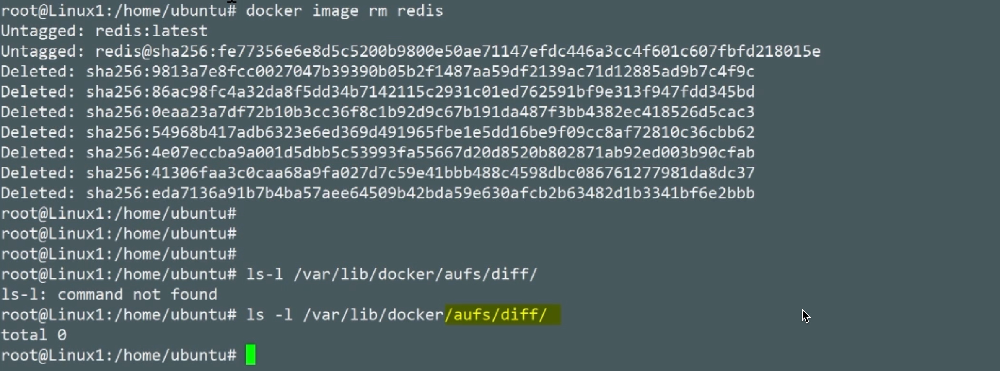 root@Linux1:/home/ubuntu# docker image rm redis
Untagged: redis:latest
Untagged: redis@sha256:fe77356e6e8d5c5200b9800e50ae71147efdc446a3cc4f601c607fbfd218015e
Deleted: sha256:9813a7e8fcc0027047b39390b05b2f1487aa59df2139ac71d12885ad9b7c4f9c
Deleted: sha256:86ac98fc4a32da8f5dd34b7142115c2931c01ed762591bf9e313f947fdd345bd
Deleted: sha256:0eaa23a7df72b10b3cc36f8c1b92d9c67b191da487f3bb4382ec418526d5cac3
Deleted: sha256:54968b417adb6323e6ed369d491965fbe1e5dd16be9f09cc8af72810c36cbb62
Deleted: sha256:4e07eccba9a001d5dbb5c53993fa55667d20d8520b802871ab92ed003b90cfab
Deleted: sha256:41306faa3c0caa68a9fa027d7c59e41bbb488c4598dbc086761277981da8dc37
Deleted: sha256:eda7136a91b7b4ba57aee64509b42bda59e630afcb2b63482d1b3341bf6e2bbb
root@Linux1:/home/ubuntu#
root@Linux1:/home/ubuntu#
root@Linux1:/home/ubuntu#
root@Linux1:/home/ubuntu# ls-l /var/lib/docker/aufs/diff/
ls-l: command not found
root@Linux1:/home/ubuntu# ls -l /var/lib/docker/aufs/diff/
total 0
root@Linux1:/home/ubuntu#